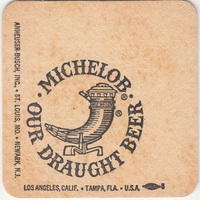 · MICHELOB · ®
OUR DRAUGHT BEER
®
ANHEUSER-BUSCH, INC. • ST. LOUIS, MO. • NEWARK, N.J.
LOS ANGELES, CALIF. • TAMPA, FLA. • U.S.A.